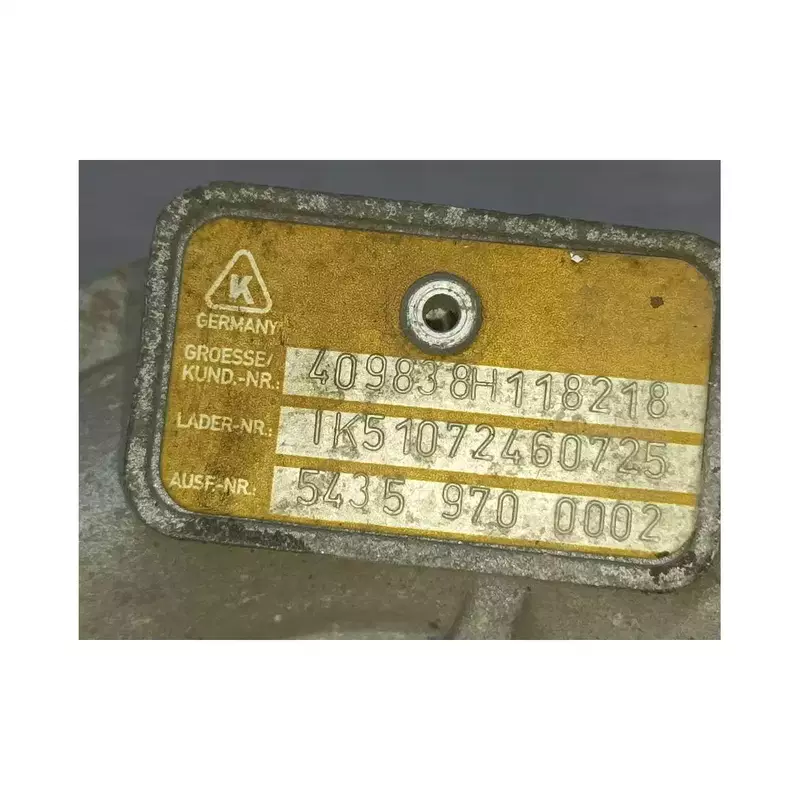 K
GERMANY
GROESSE/
KUND.-NR.: 409838H118218
LADER-NR.: 1K51072460725
AUSF.-NR.: 5435 970 0002